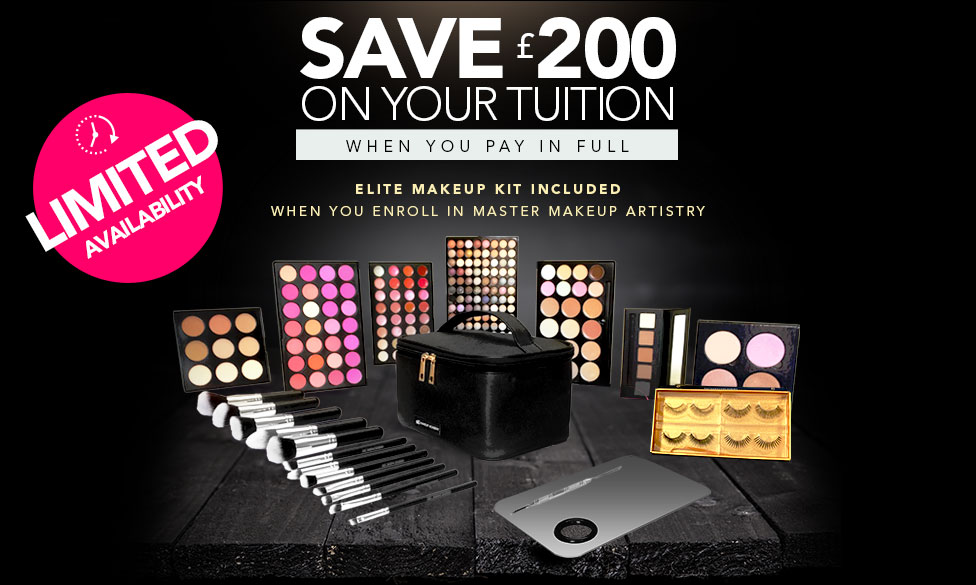 SAVE £200
ON YOUR TUITION
WHEN YOU PAY IN FULL
LIMITED
AVAILABILITY
ELITE MAKEUP KIT INCLUDED
WHEN YOU ENROLL IN MASTER MAKEUP ARTISTRY